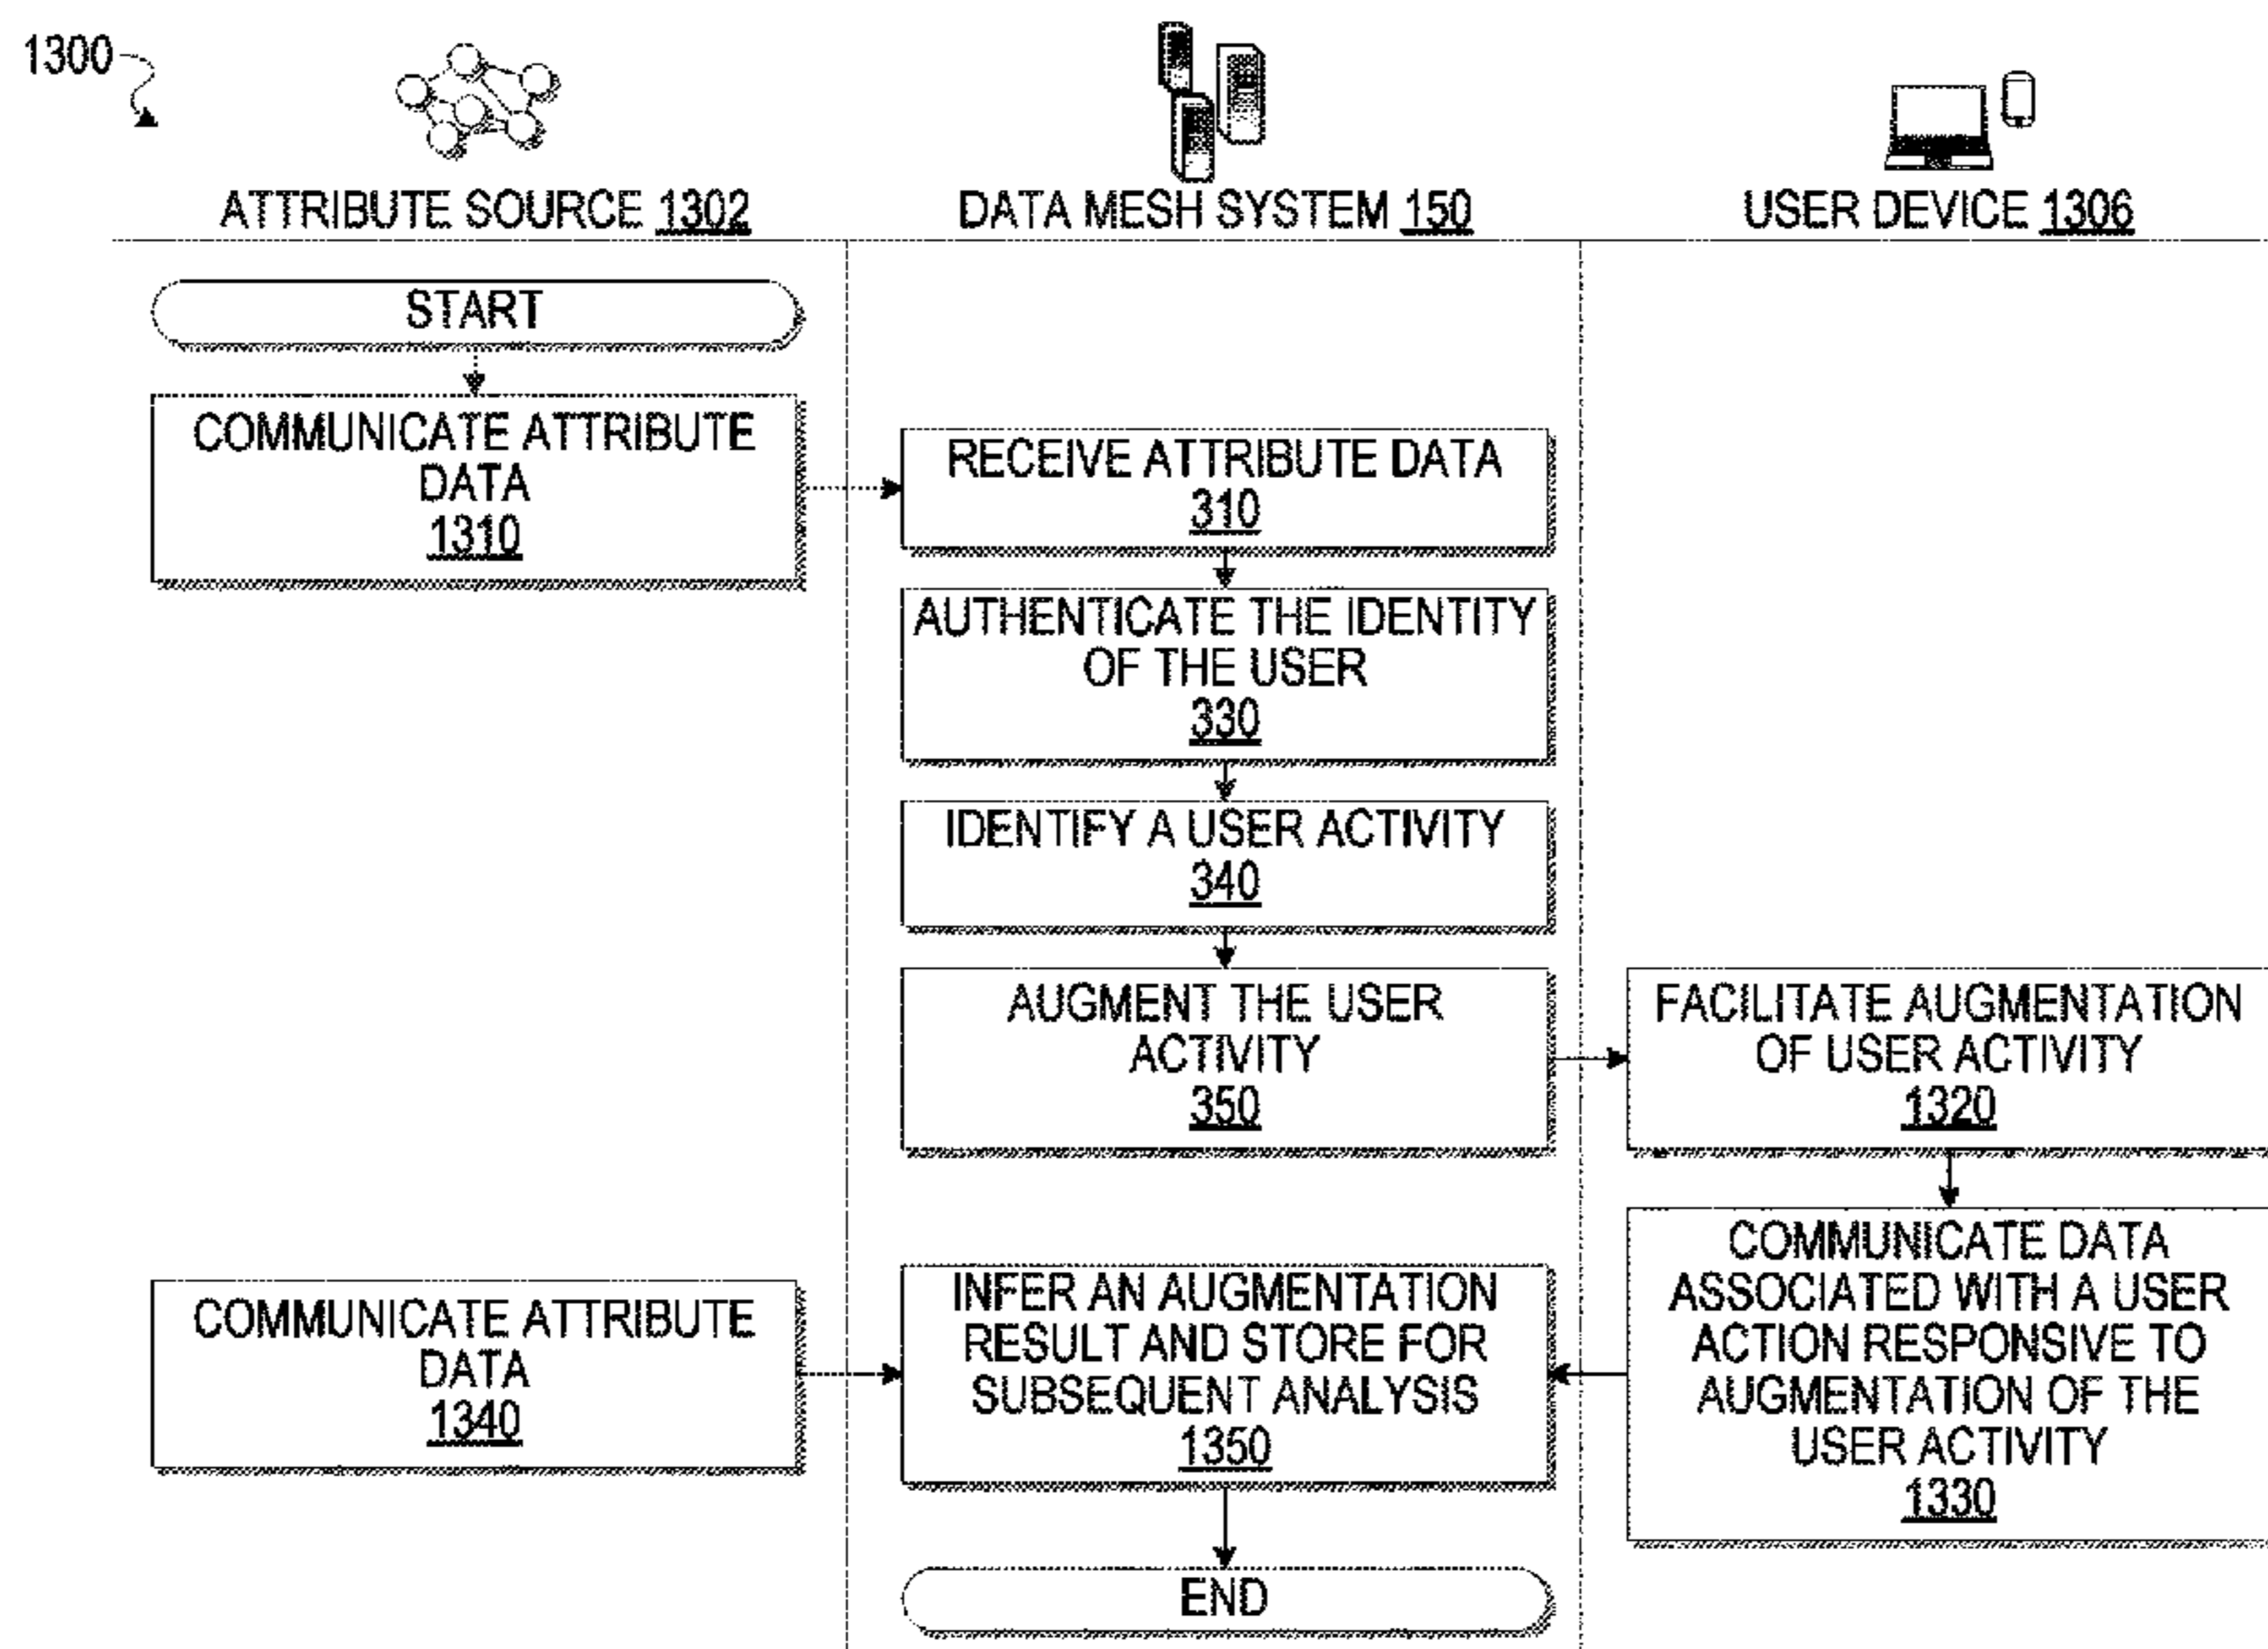 1300
ATTRIBUTE SOURCE 1302
DATA MESH SYSTEM 150
USER DEVICE 1306
START
COMMUNICATE ATTRIBUTE
DATA
1310
RECEIVE ATTRIBUTE DATA
310
AUTHENTICATE THE IDENTITY
OF THE USER
330
IDENTIFY A USER ACTIVITY
340
AUGMENT THE USER
ACTIVITY
350
FACILITATE AUGMENTATION
OF USER ACTIVITY
1320
COMMUNICATE DATA
ASSOCIATED WITH A USER
ACTION RESPONSIVE TO
AUGMENTATION OF THE
USER ACTIVITY
1330
COMMUNICATE ATTRIBUTE
DATA
1340
INFER AN AUGMENTATION
RESULT AND STORE FOR
SUBSEQUENT ANALYSIS
1350
END